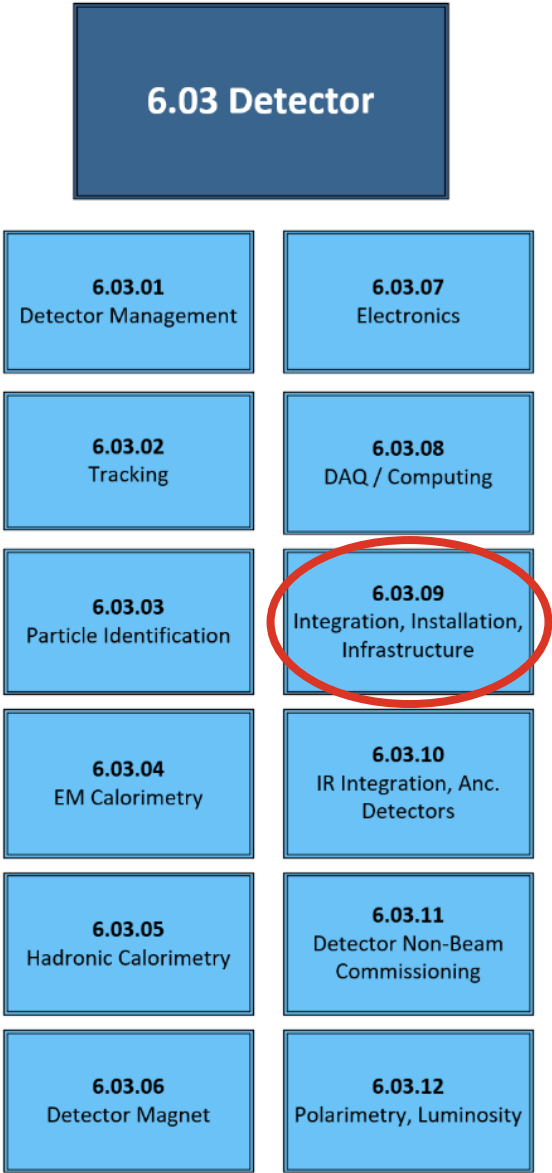 6.03 Detector
6.03.01
Detector Management
6.03.02
Tracking
6.03.03
Particle Identification
6.03.04
EM Calorimetry
6.03.05
Hadronic Calorimetry
6.03.06
Detector Magnet
6.03.07
Electronics
6.03.08
DAQ / Computing
6.03.09
Integration, Installation,
Infrastructure
6.03.10
IR Integration, Anc.
Detectors
6.03.11
Detector Non-Beam
Commissioning
6.03.12
Polarimetry, Luminosity